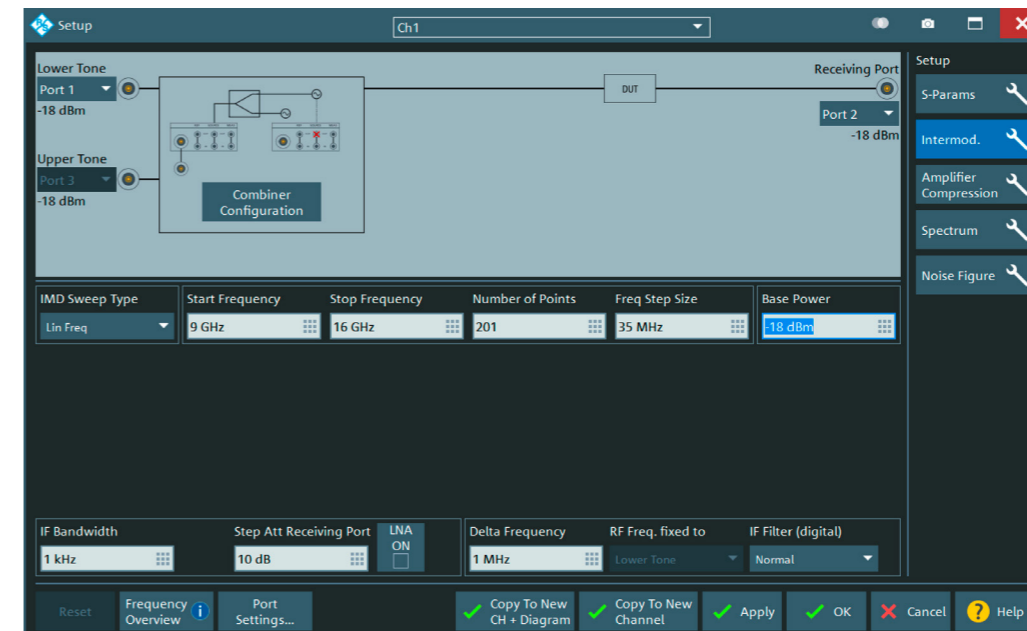 Setup
Ch1
Lower Tone
Port 1
-18 dBm
Upper Tone
Port 3
-18 dBm
Combiner
Configuration
DUT
Receiving Port
Port 2
-18 dBm
Setup
S-Params
Intermod.
Amplifier
Compression
Spectrum
Noise Figure
IMD Sweep Type
Lin Freq
Start Frequency
9 GHz
Stop Frequency
16 GHz
Number of Points
201
Freq Step Size
35 MHz
Base Power
-18 dBm
IF Bandwidth
1 kHz
Step Att Receiving Port
10 dB
LNA
ON
Delta Frequency
1 MHz
RF Freq. fixed to
Lower Tone
IF Filter (digital)
Normal
Reset
Frequency
Overview
Port
Settings...
Copy To New
CH + Diagram
Copy To New
Channel
Apply
OK
Cancel
Help